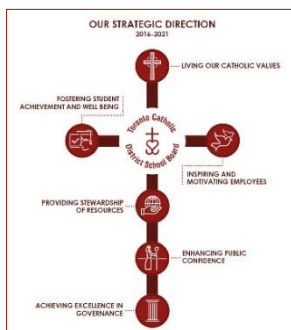 OUR STRATEGIC DIRECTION
2016-2021
LIVING OUR CATHOLIC VALUES
FOSTERING STUDENT
ACHIEVEMENT AND WELL BEING
Toronto Catholic
District School Board
INSPIRING AND
MOTIVATING EMPLOYEES
PROVIDING STEWARDSHIP
OF RESOURCES
ENHANCING PUBLIC
CONFIDENCE
ACHIEVING EXCELLENCE IN
GOVERNANCE